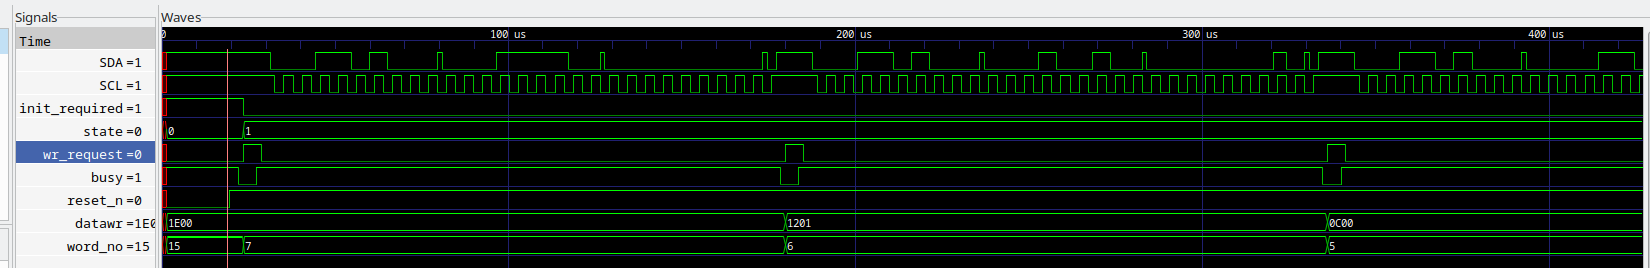 Signals Waves
Time 0 100 us 200 us 300 us 400 us
SDA =1
SCL =1
init_required =1
state =0 0 1
wr_request =0
busy =1
reset_n =0
datawr =1E0 1E00 1201 0C00
word_no =15 15 7 6 5